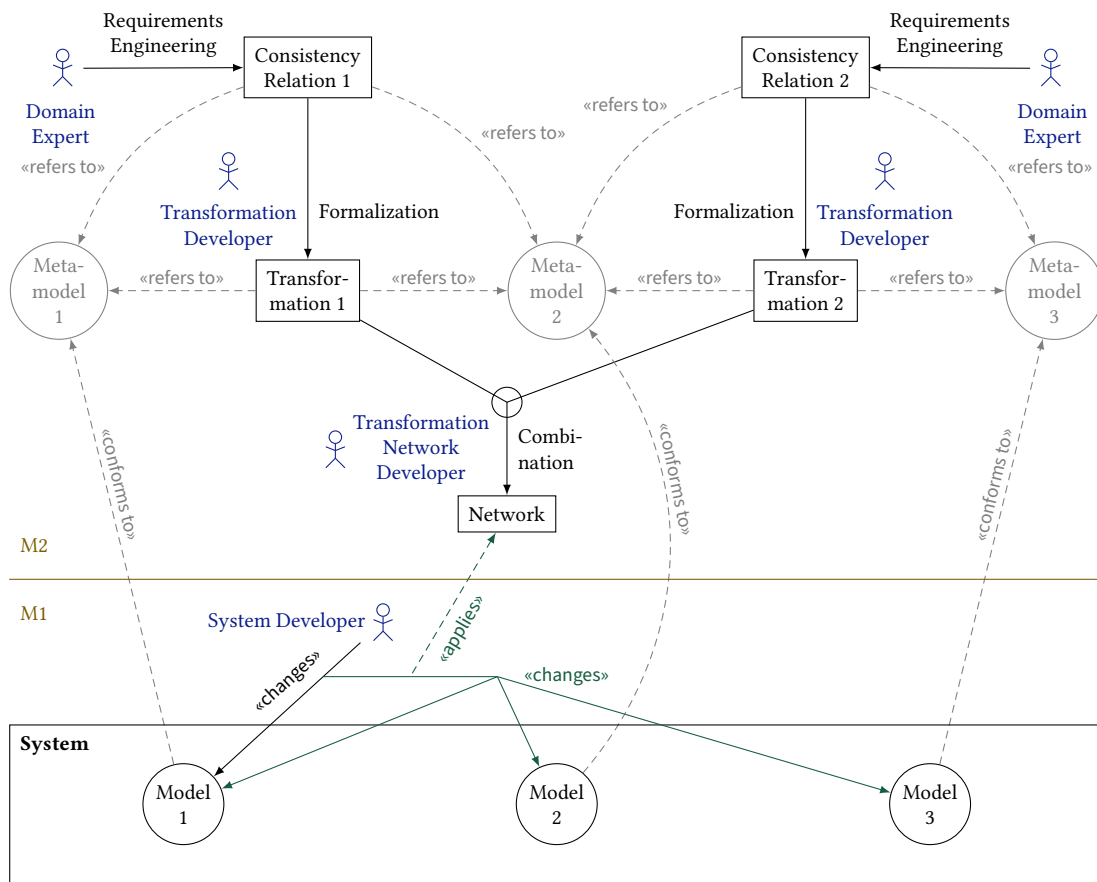 Requirements
Engineering
Consistency
Relation 1
Domain
Expert
«refers to»
«refers to»
Transformation
Developer
Formalization
Requirements
Engineering
Consistency
Relation 2
Domain
Expert
«refers to»
«refers to»
Formalization
Transformation
Developer
Meta-
model
1
«refers to»
Transfor-
mation 1
«refers to»
Meta-
model
2
«refers to»
Transfor-
mation 2
«refers to»
Meta-
model
3
Transformation
Network
Developer
Combi-
nation
«conforms to»
«conforms to»
«conforms to»
Network
M2
M1
System Developer
«applies»
«changes»
«changes»
System
Model
1
Model
2
Model
3